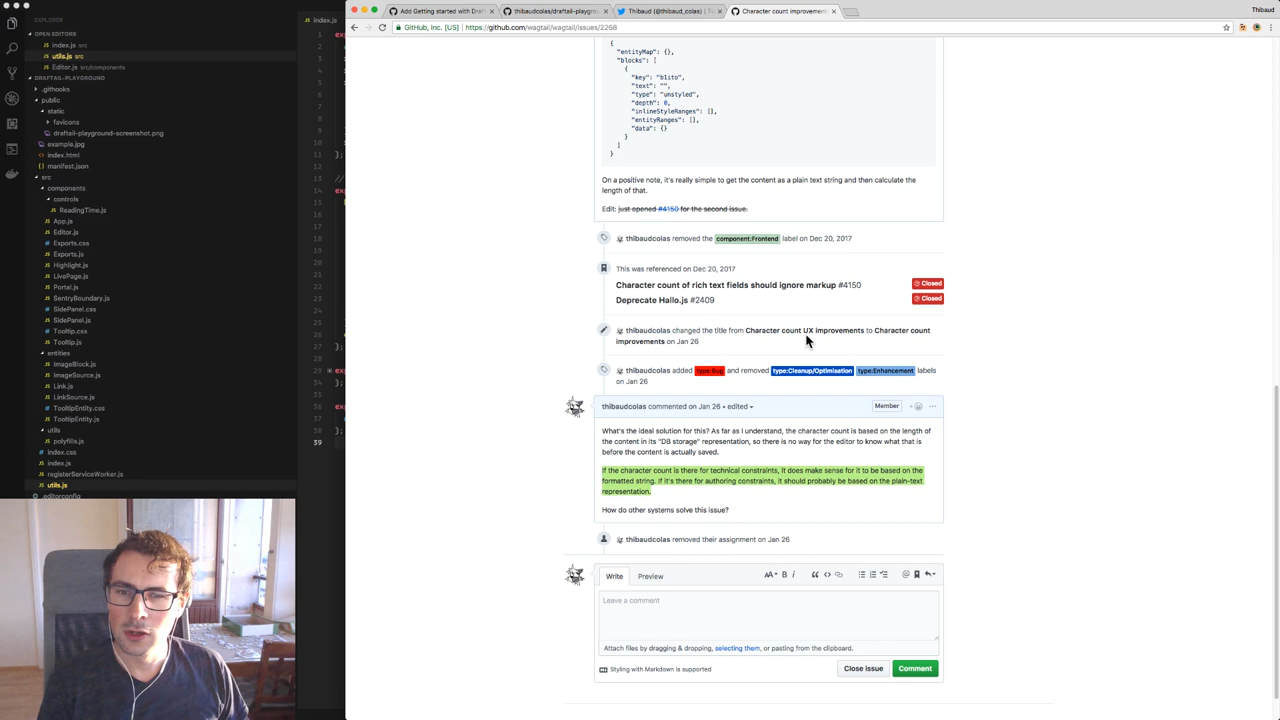 EXPLORER
OPEN EDITORS
index.js src
utils.js src
Editor.js src/components
DRAFTAIL-PLAYGROUND
.githooks
public
static
favicons
draftail-playground-screenshot.png
example.jpg
index.html
manifest.json
src
components
controls
ReadingTime.js
App.js
Editor.js
Exports.css
Exports.js
Highlight.js
LivePage.js
Portal.js
SentryBoundary.js
SidePanel.css
SidePanel.js
Tooltip.css
Tooltip.js
entities
ImageBlock.js
ImageSource.js
Link.js
LinkSource.js
TooltipEntity.css
TooltipEntity.js
utils
polyfills.js
index.css
index.js
registerServiceWorker.js
utils.js
.editorconfig
index.js
Add Getting started with Draft
thibaudcolas/draftail-playgrou
Thibaud (@thibaud_colas) | Tw
Character count improvements
Thibaud
GitHub, Inc. [US]
https://github.com/wagtail/wagtail/issues/2268
{
"entityMap": {},
"blocks": [
{
"key": "blito",
"text": "",
"type": "unstyled",
"depth": 0,
"inlineStyleRanges": [],
"entityRanges": [],
"data": {}
}
]
}
On a positive note, it's really simple to get the content as a plain text string and then calculate the
length of that.
Edit: just opened #4150 for the second issue.
thibaudcolas removed the component:Frontend label on Dec 20, 2017
This was referenced on Dec 20, 2017
Character count of rich text fields should ignore markup #4150
Closed
Deprecate Hallo.js #2409
Closed
thibaudcolas changed the title from Character count UX improvements to Character count
improvements on Jan 26
thibaudcolas added type:Bug and removed type:Cleanup/Optimisation type:Enhancement labels
on Jan 26
thibaudcolas commented on Jan 26 • edited
Member
What's the ideal solution for this? As far as I understand, the character count is based on the length of
the content in its "DB storage" representation, so there is no way for the editor to know what that is
before the content is actually saved.
If the character count is there for technical constraints, it does make sense for it to be based on the
formatted string. If it's there for authoring constraints, it should probably be based on the plain-text
representation.
How do other systems solve this issue?
thibaudcolas removed their assignment on Jan 26
Write
Preview
Leave a comment
Attach files by dragging & dropping, selecting them, or pasting from the clipboard.
Styling with Markdown is supported
Close issue
Comment